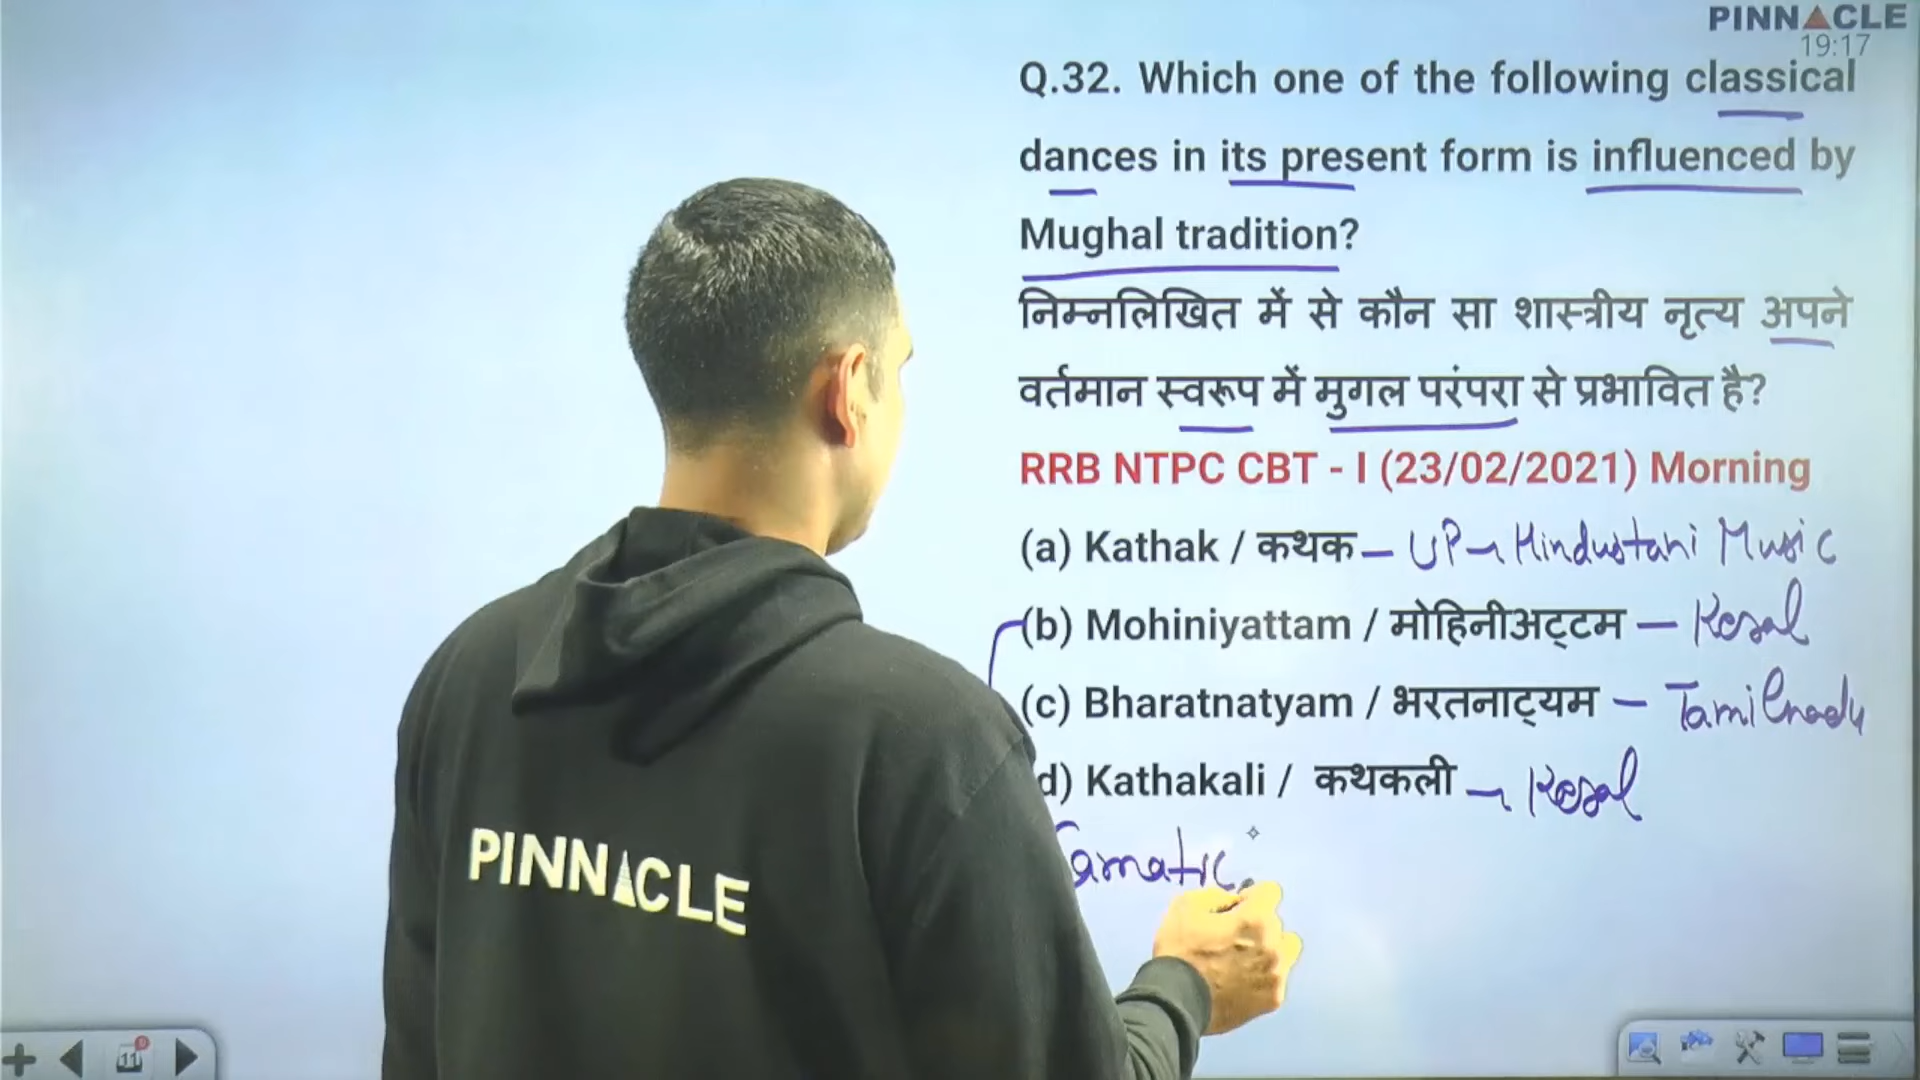 PINNACLE
19:17
Q.32. Which one of the following classical
dances in its present form is influenced by
Mughal tradition?
निम्नलिखित में से कौन सा शास्त्रीय नृत्य अपने
वर्तमान स्वरूप में मुगल परंपरा से प्रभावित है?
RRB NTPC CBT - I (23/02/2021) Morning
(a) Kathak / कथक – UP – Hindustani Music
(b) Mohiniyattam / मोहिनीअट्टम – Keral
(c) Bharatnatyam / भरतनाट्यम – Tamilnadu
d) Kathakali / कथकली – Keral
PINNACLE
11